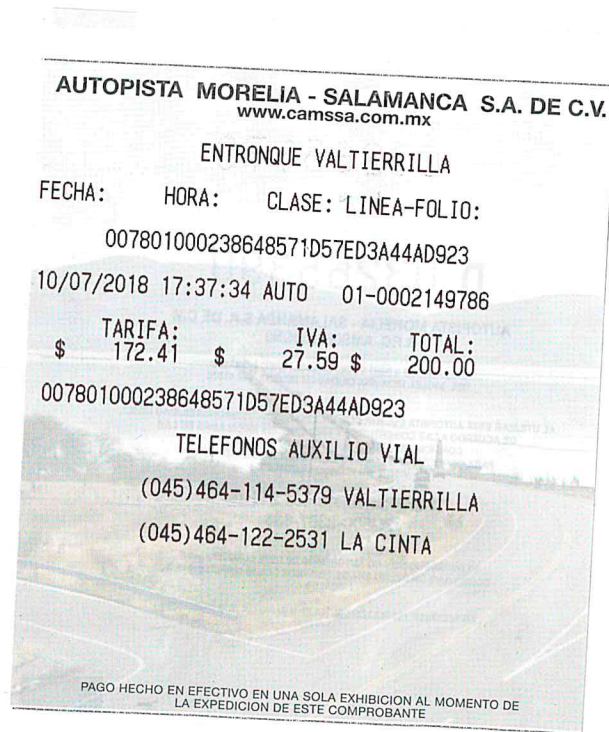 AUTOPISTA MORELIA - SALAMANCA S.A. DE C.V.
www.camssa.com.mx
ENTRONQUE VALTIERRILLA
FECHA: HORA: CLASE: LINEA-FOLIO:
007801000238648571D57ED3A44AD923
10/07/2018 17:37:34 AUTO 01-0002149786
TARIFA: IVA: TOTAL:
$ 172.41 $ 27.59 $ 200.00
007801000238648571D57ED3A44AD923
TELEFONOS AUXILIO VIAL
(045)464-114-5379 VALTIERRILLA
(045)464-122-2531 LA CINTA
PAGO HECHO EN EFECTIVO EN UNA SOLA EXHIBICION AL MOMENTO DE
LA EXPEDICION DE ESTE COMPROBANTE